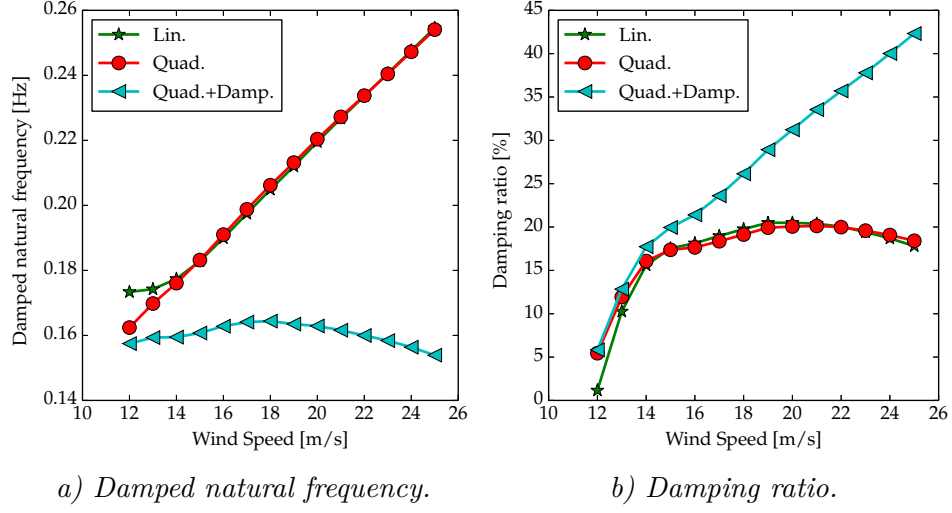 0.26
0.24
0.22
0.20
0.18
0.16
0.14
Damped natural frequency [Hz]
Lin.
Quad.
Quad.+Damp.
10 12 14 16 18 20 22 24 26
Wind Speed [m/s]
a) Damped natural frequency.
45
40
35
30
25
20
15
10
5
0
Damping ratio [%]
Lin.
Quad.
Quad.+Damp.
10 12 14 16 18 20 22 24 26
Wind Speed [m/s]
b) Damping ratio.